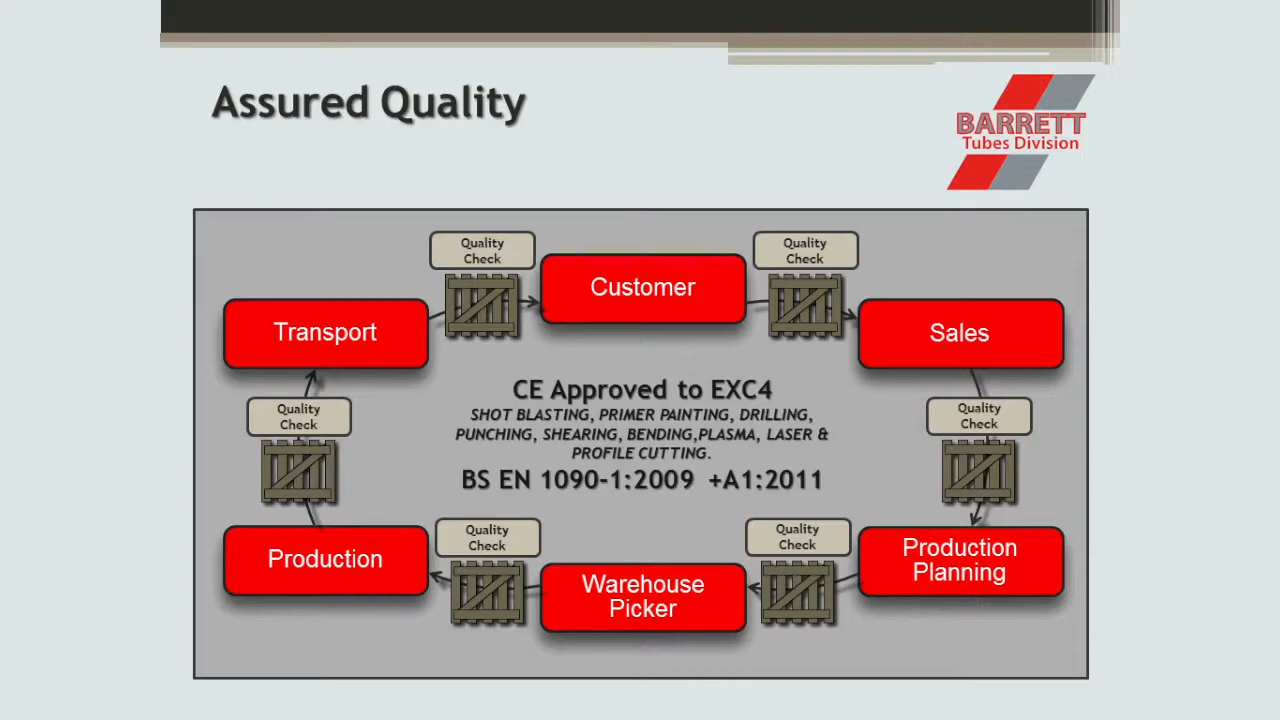 Assured Quality
BARRETT
Tubes Division
Quality
Check
Customer
Quality
Check
Transport
Sales
CE Approved to EXC4
SHOT BLASTING, PRIMER PAINTING, DRILLING,
PUNCHING, SHEARING, BENDING,PLASMA, LASER &
PROFILE CUTTING.
BS EN 1090-1:2009 +A1:2011
Quality
Check
Quality
Check
Production
Quality
Check
Warehouse
Picker
Quality
Check
Production
Planning